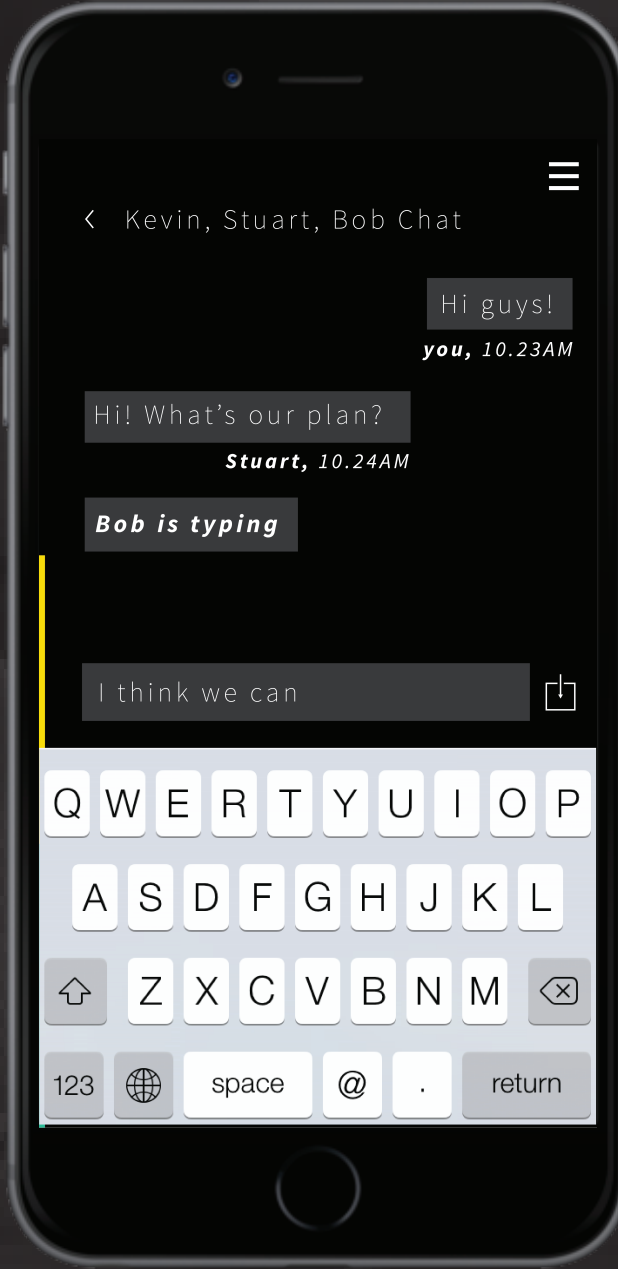 Kevin, Stuart, Bob Chat
Hi guys!
you, 10.23AM
Hi! What’s our plan?
Stuart, 10.24AM
Bob is typing
I think we can
Q W E R T Y U I O P
A S D F G H J K L
Z X C V B N M
123 space @ . return